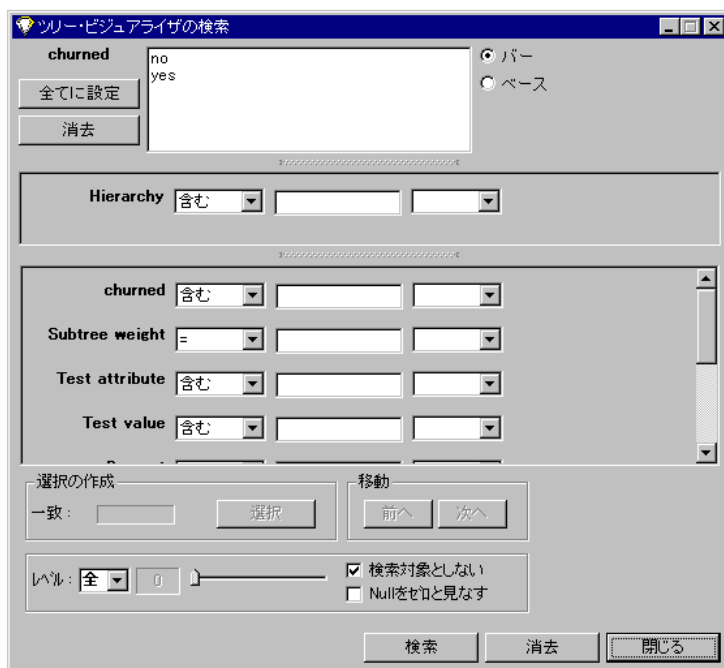 ツリー・ビジュアライザの検索
churned
no
yes
バー
ベース
全てに設定
消去
Hierarchy 含む
churned 含む
Subtree weight =
Test attribute 含む
Test value 含む
選択の作成
移動
一致 :
選択
前へ
次へ
レベル : 全 0
検索対象としない
Nullをゼロと見なす
検索
消去
閉じる